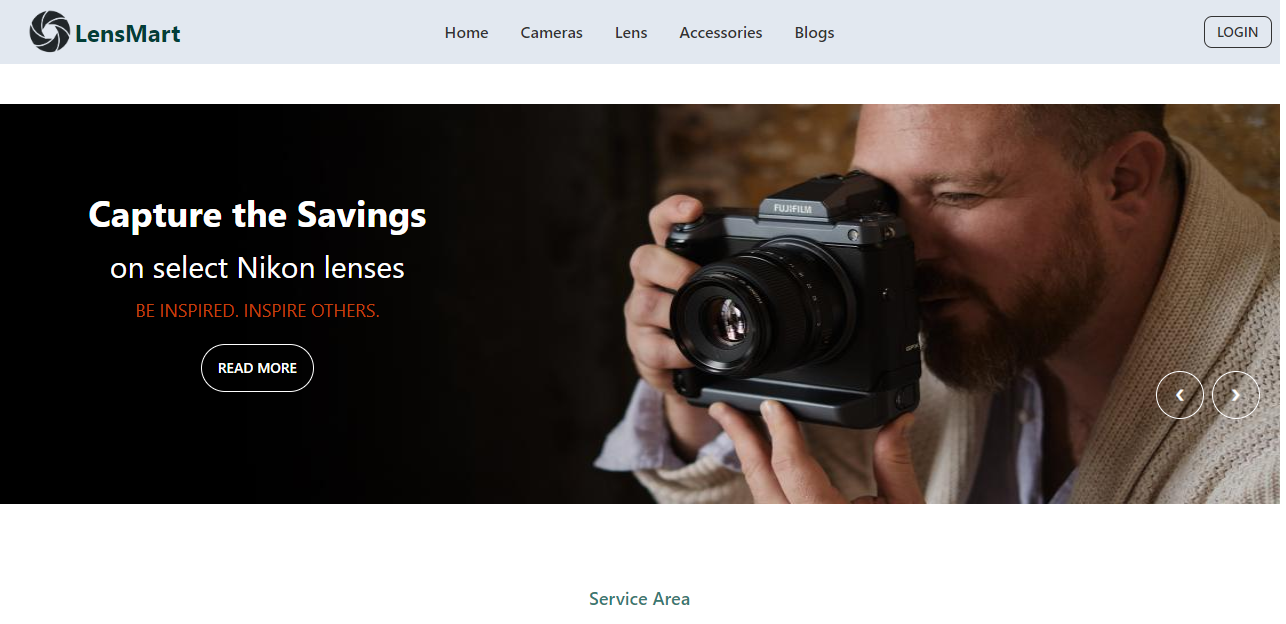 LensMart
Home Cameras Lens Accessories Blogs
LOGIN
FUJIFILM
Capture the Savings
on select Nikon lenses
BE INSPIRED. INSPIRE OTHERS.
READ MORE
❮ ❯
Service Area